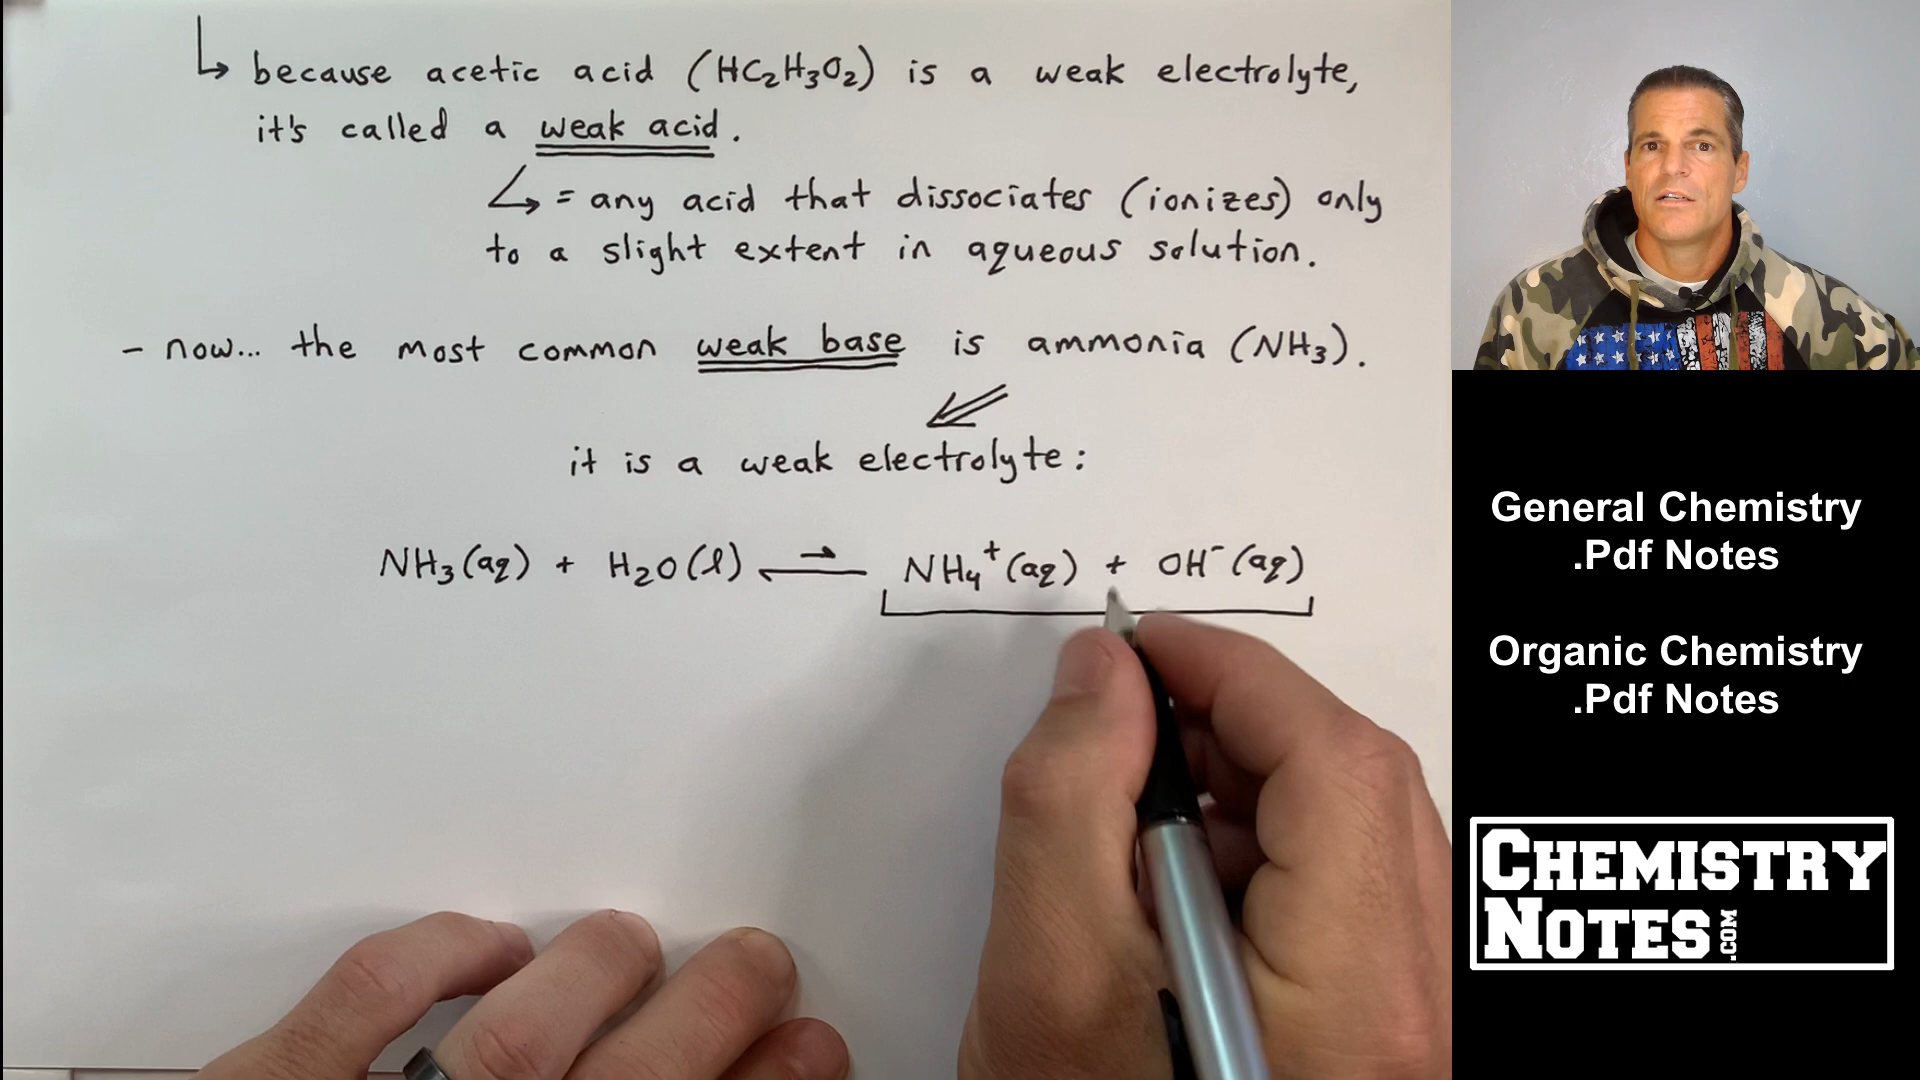 because acetic acid (HC₂H₃O₂) is a weak electrolyte,
it's called a weak acid.
= any acid that dissociates (ionizes) only
to a slight extent in aqueous solution.
- now... the most common weak base is ammonia (NH₃).
it is a weak electrolyte:
NH₃(aq) + H₂O(l) ⇌ NH₄⁺(aq) + OH⁻(aq)
General Chemistry
.Pdf Notes
Organic Chemistry
.Pdf Notes
CHEMISTRY
NOTES.COM